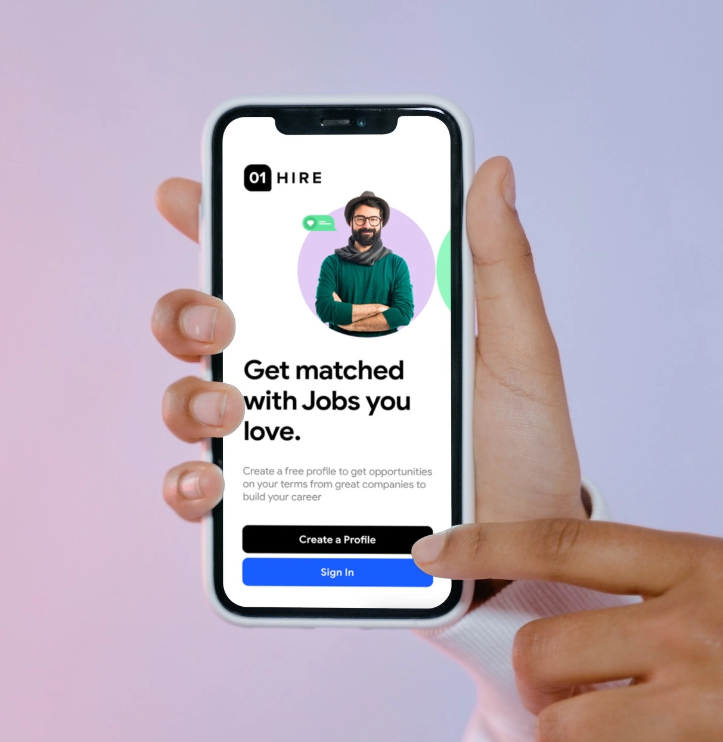 01 HIRE
Get matched
with Jobs you
love.
Create a free profile to get opportunities
on your terms from great companies to
build your career
Create a Profile
Sign In